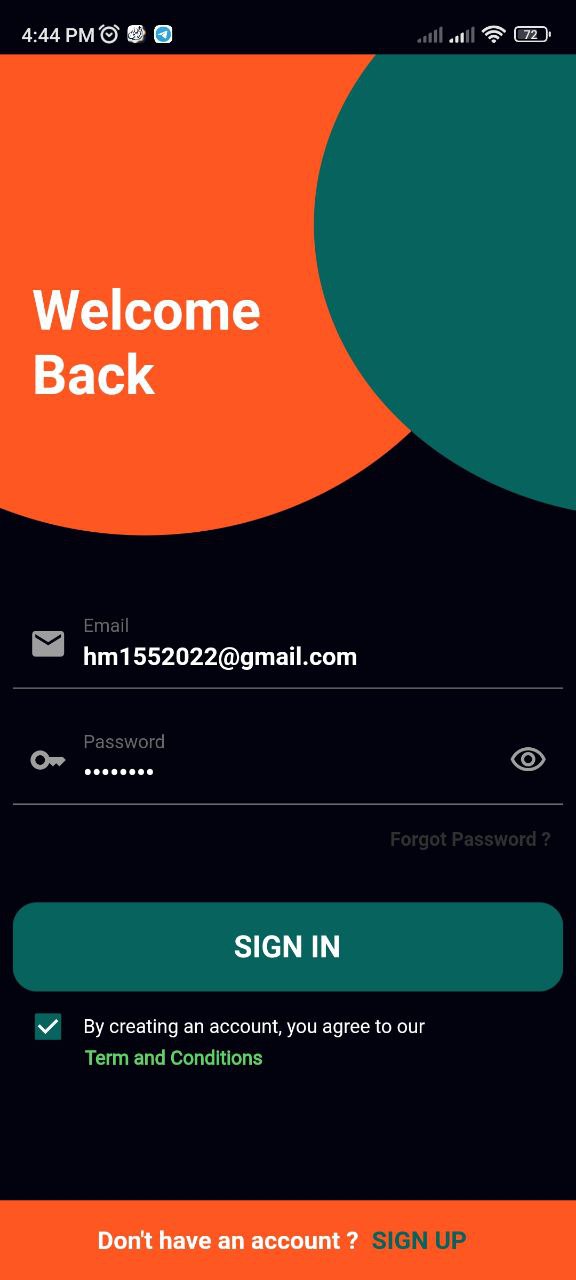 4:44 PM 72
Welcome
Back
Email
hm1552022@gmail.com
Password
••••••••
Forgot Password ?
SIGN IN
By creating an account, you agree to our
Term and Conditions
Don't have an account ? SIGN UP